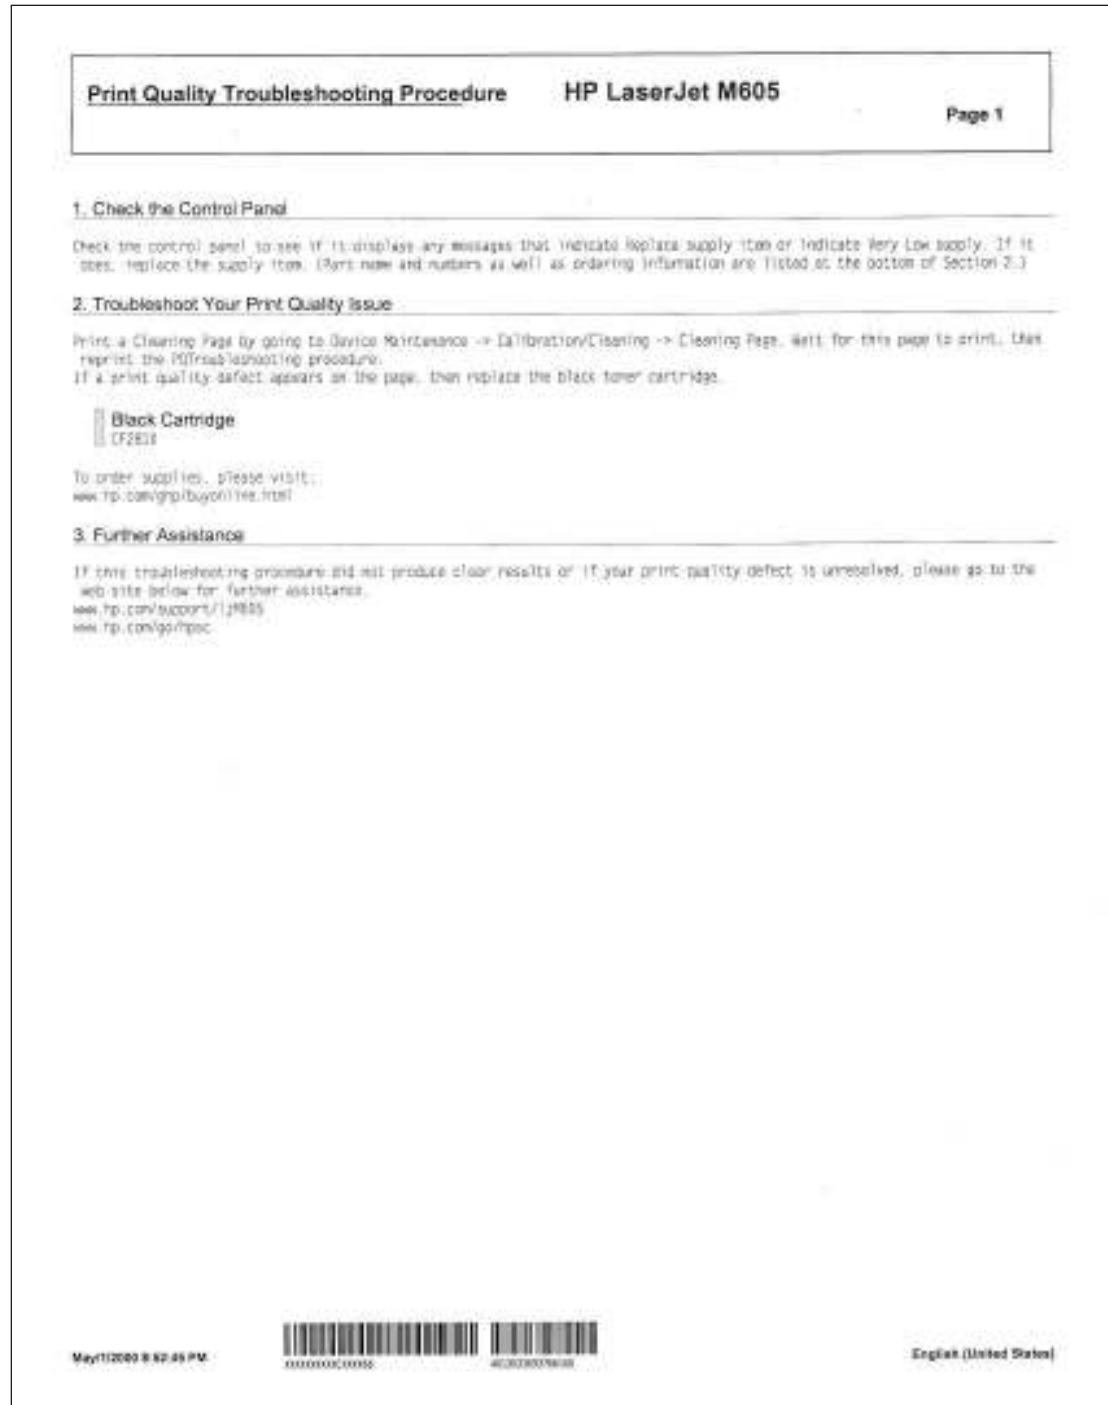 Print Quality Troubleshooting Procedure HP LaserJet M605
Page 1
1. Check the Control Panel
Check the control panel to see if it displays any messages that indicate Replace supply item or indicate Very Low supply. If it
does, replace the supply item. (Part name and numbers as well as ordering information are listed at the bottom of Section 2.)
2. Troubleshoot Your Print Quality Issue
Print a Cleaning Page by going to Device Maintenance -> Calibration/Cleaning -> Cleaning Page. Wait for this page to print, then
reprint the PQTroubleshooting procedure.
If a print quality defect appears on the page, then replace the black toner cartridge.
Black Cartridge
To order supplies, please visit:
www.hp.com/ghp/buyonline.html
3. Further Assistance
If this troubleshooting procedure did not produce clear results or if your print quality defect is unresolved, please go to the
web site below for further assistance.
www.hp.com/support/ljM605
www.hp.com/go/hpsc
PM
English (United States)